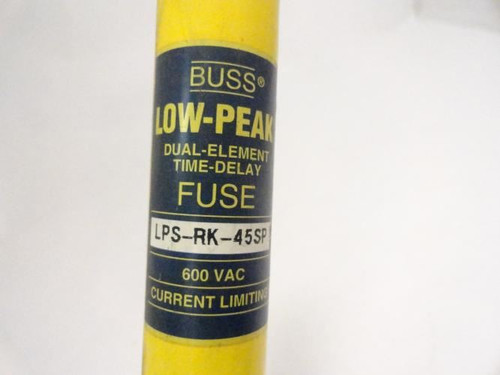 BUSS®
LOW-PEAK
DUAL-ELEMENT
TIME-DELAY
FUSE
LPS-RK-45SP
600 VAC
CURRENT LIMITING